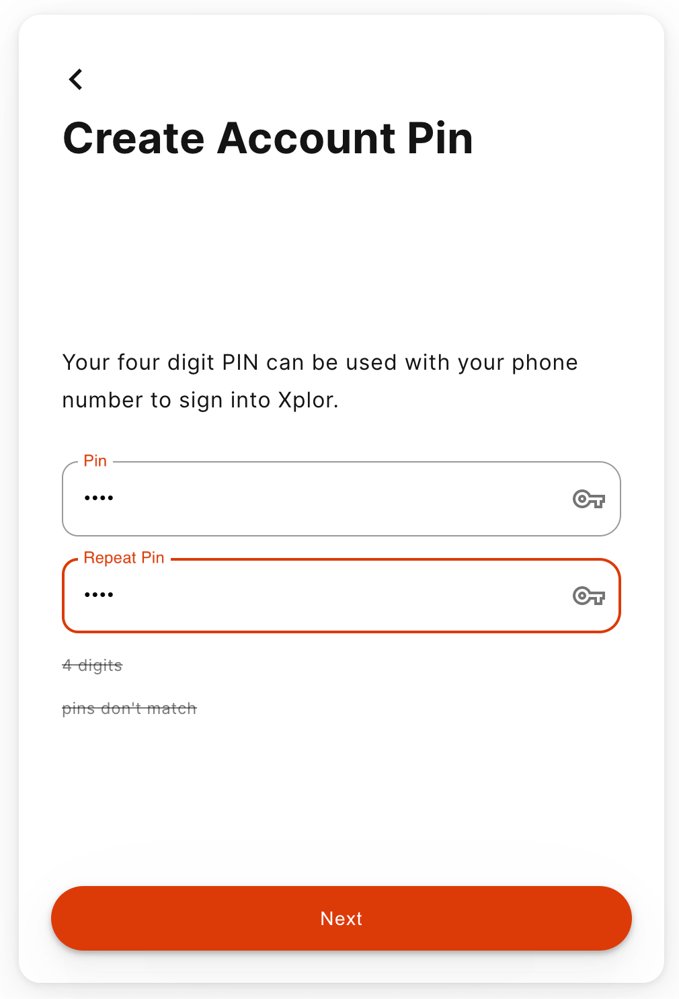 Create Account Pin
Your four digit PIN can be used with your phone
number to sign into Xplor.
Pin
••••
Repeat Pin
••••
4 digits
pins don't match
Next